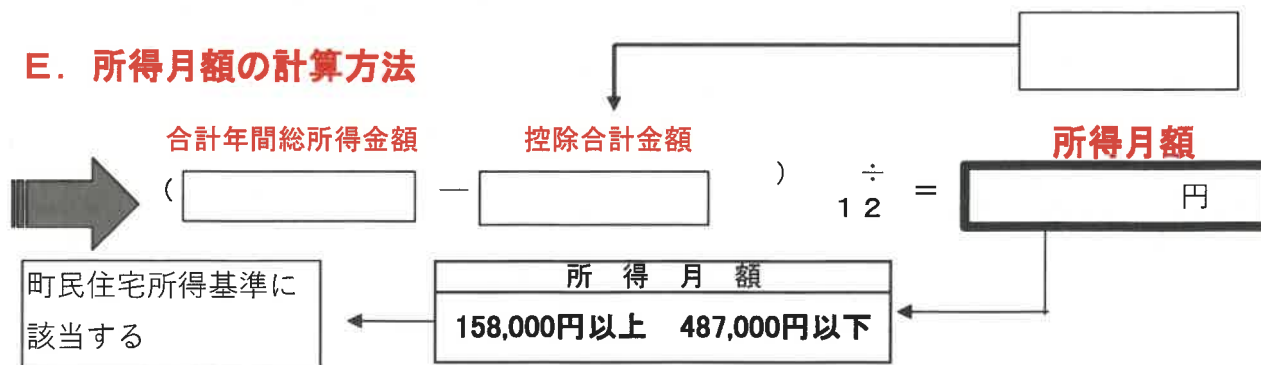 E. 所得月額の計算方法
合計年間総所得金額
控除合計金額
所得月額
( — ) ÷ 12 = 円
町民住宅所得基準に
該当する
所得月額
158,000円以上 487,000円以下